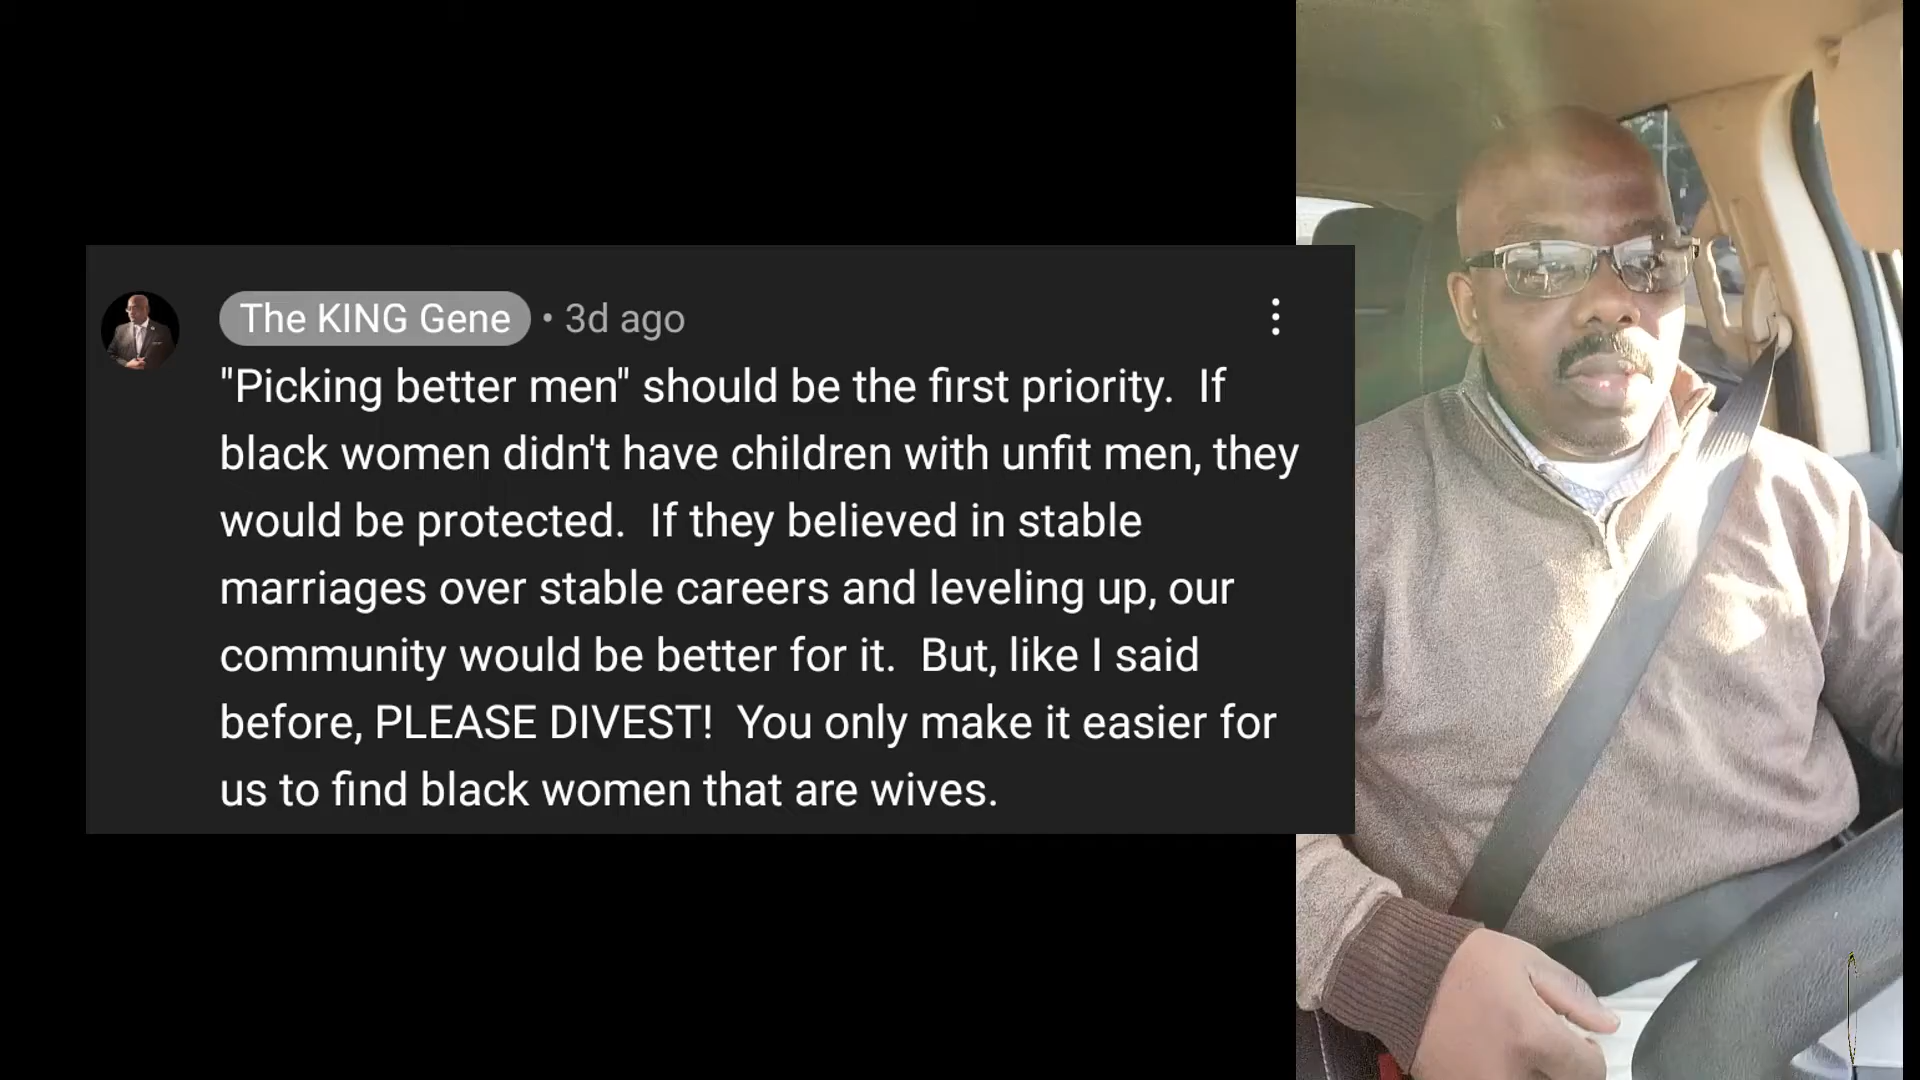 The KING Gene • 3d ago
"Picking better men" should be the first priority.  If
black women didn't have children with unfit men, they
would be protected.  If they believed in stable
marriages over stable careers and leveling up, our
community would be better for it.  But, like I said
before, PLEASE DIVEST!  You only make it easier for
us to find black women that are wives.